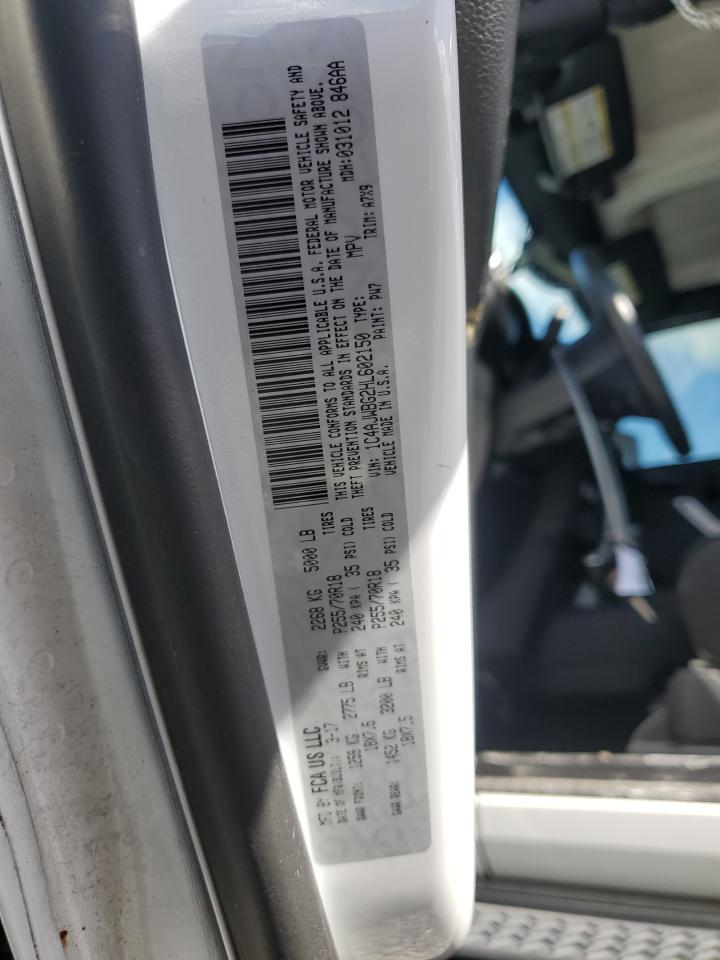 MFD BY FCA US LLC
DATE OF MFR: 3-17 GVWR: 2268 KG 5000 LB
GAWR FRONT: 1259 KG 2775 LB WITH P255/70R18 TIRES
18X7.5 RIMS AT 240 KPA ( 35 PSI) COLD
GAWR REAR: 1452 KG 3200 LB WITH P255/70R18 TIRES
18X7.5 RIMS AT 240 KPA ( 35 PSI) COLD
THIS VEHICLE CONFORMS TO ALL APPLICABLE U.S.A. FEDERAL MOTOR VEHICLE SAFETY AND
THEFT PREVENTION STANDARDS IN EFFECT ON THE DATE OF MANUFACTURE SHOWN ABOVE.
VIN: 1C4AJWBG2HL602150 TYPE: MPV MDH:031012 846AA
VEHICLE MADE IN U.S.A. PAINT: PW7 TRIM: A7X9